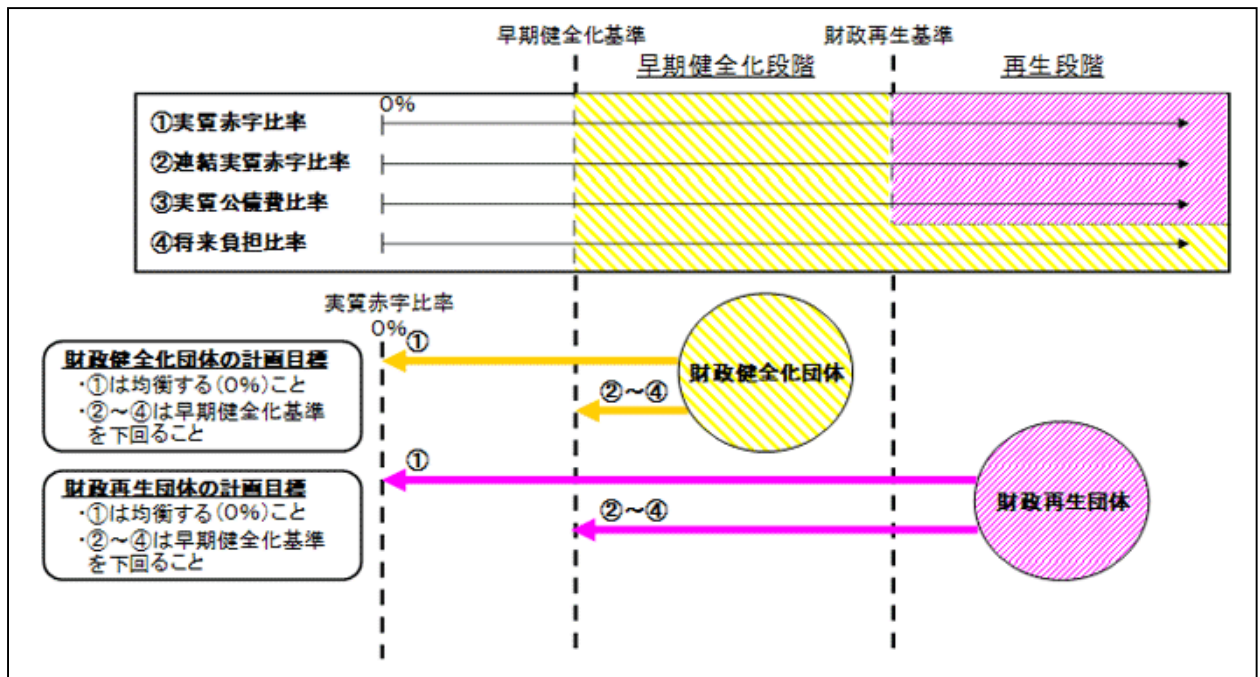 早期健全化基準
財政再生基準
早期健全化段階
再生段階
0%
①実質赤字比率
②連結実質赤字比率
③実質公債費比率
④将来負担比率
実質赤字比率
0%
①
財政健全化団体の計画目標
・①は均衡する(0%)こと
・②～④は早期健全化基準
を下回ること
②～④
財政健全化団体
①
財政再生団体の計画目標
・①は均衡する(0%)こと
・②～④は早期健全化基準
を下回ること
②～④
財政再生団体